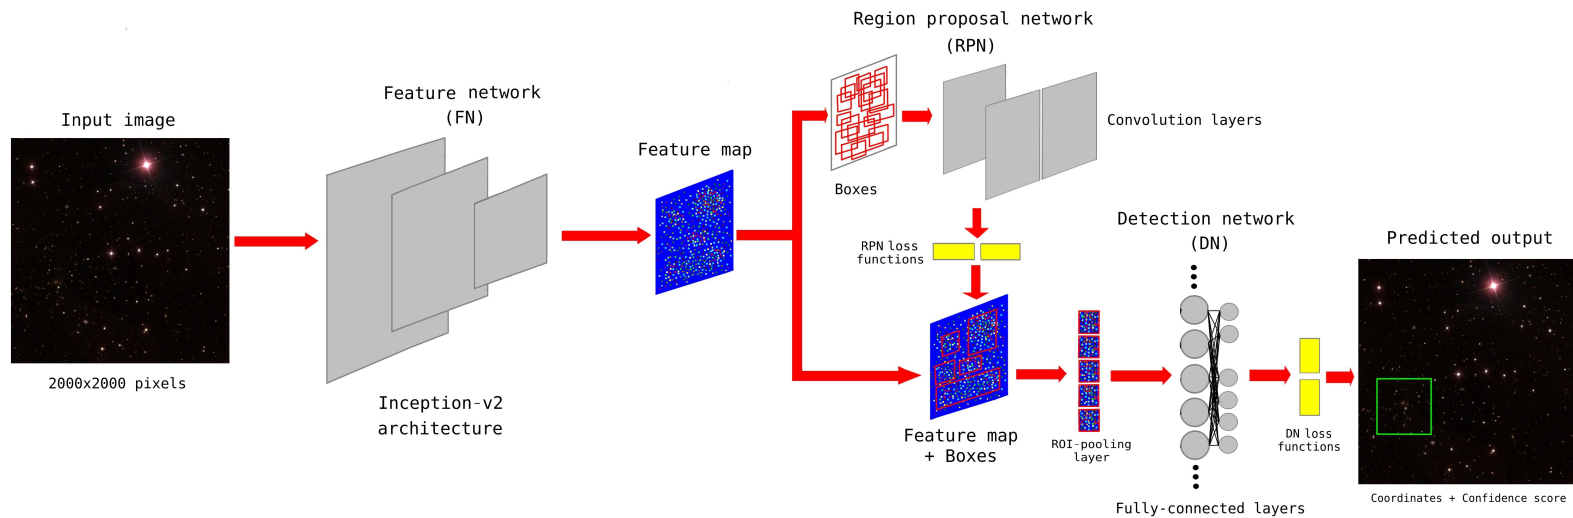 Input image
2000x2000 pixels
Feature network
(FN)
Inception-v2
architecture
Feature map
Region proposal network
(RPN)
Boxes
Convolution layers
RPN loss
functions
Feature map
+ Boxes
ROI-pooling
layer
Detection network
(DN)
Fully-connected layers
DN loss
functions
Predicted output
Coordinates + Confidence score